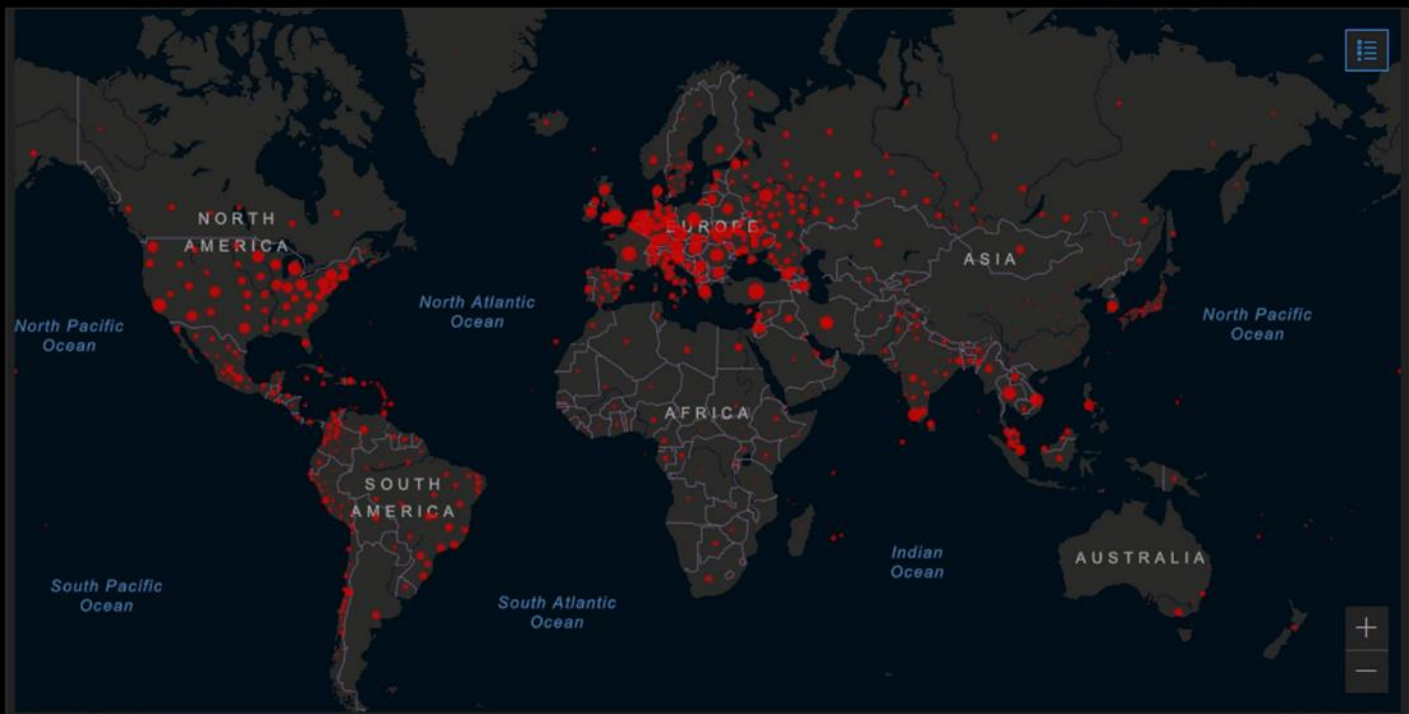 NORTH
AMERICA
EUROPE
ASIA
North Atlantic
Ocean
North Pacific
Ocean
North Pacific
Ocean
AFRICA
SOUTH
AMERICA
Indian
Ocean
AUSTRALIA
South Pacific
Ocean
South Atlantic
Ocean
+
−